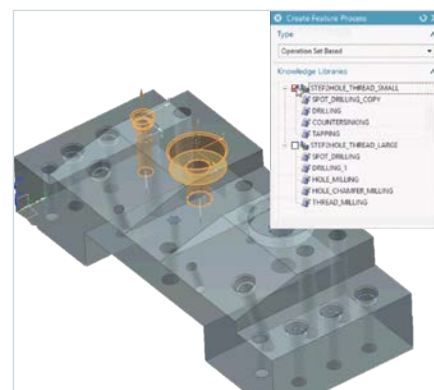 Create Feature Process
Type
Operation Set Based
Knowledge Libraries
STEP2HOLE_THREAD_SMALL
SPOT_DRILLING_COPY
DRILLING
COUNTERSINKING
TAPPING
STEP2HOLE_THREAD_LARGE
SPOT_DRILLING
DRILLING_1
HOLE_MILLING
HOLE_CHAMFER_MILLING
THREAD_MILLING